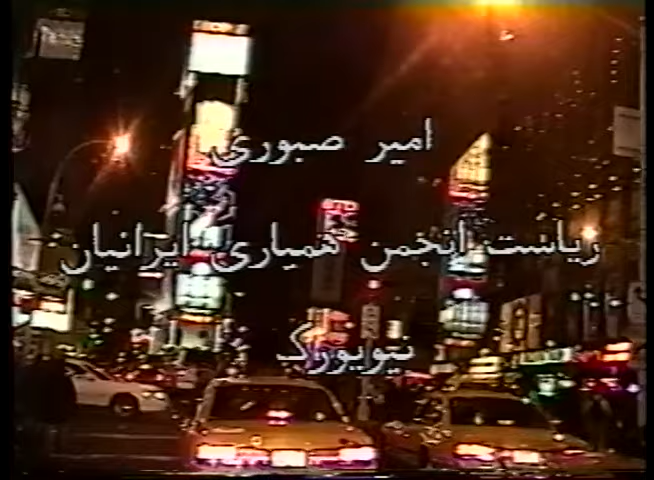 امیر صبوری
ریاست انجمن همیاری ایرانیان
نیویورک